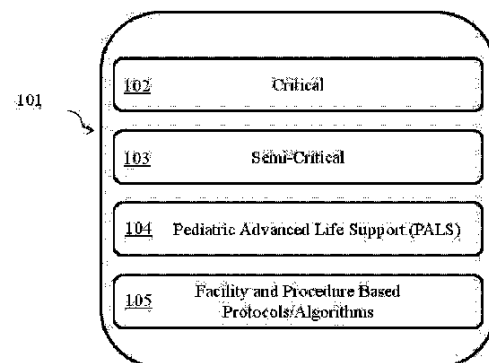 101
102 Critical
103 Semi-Critical
104 Pediatric Advanced Life Support (PALS)
105 Facility and Procedure Based
Protocols/Algorithms